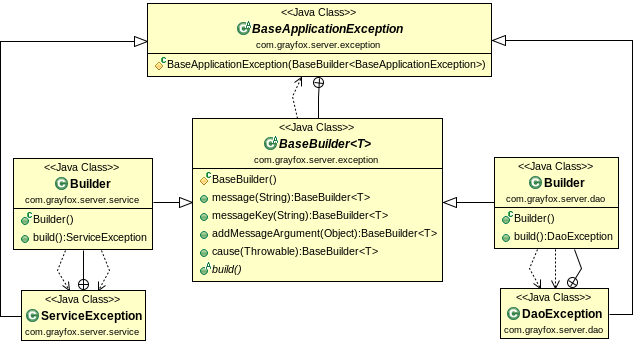 <<Java Class>>
BaseApplicationException
com.grayfox.server.exception
BaseApplicationException(BaseBuilder<BaseApplicationException>)
<<Java Class>>
BaseBuilder<T>
com.grayfox.server.exception
BaseBuilder()
message(String):BaseBuilder<T>
messageKey(String):BaseBuilder<T>
addMessageArgument(Object):BaseBuilder<T>
cause(Throwable):BaseBuilder<T>
build()
<<Java Class>>
Builder
com.grayfox.server.service
Builder()
build():ServiceException
<<Java Class>>
Builder
com.grayfox.server.dao
Builder()
build():DaoException
<<Java Class>>
ServiceException
com.grayfox.server.service
<<Java Class>>
DaoException
com.grayfox.server.dao